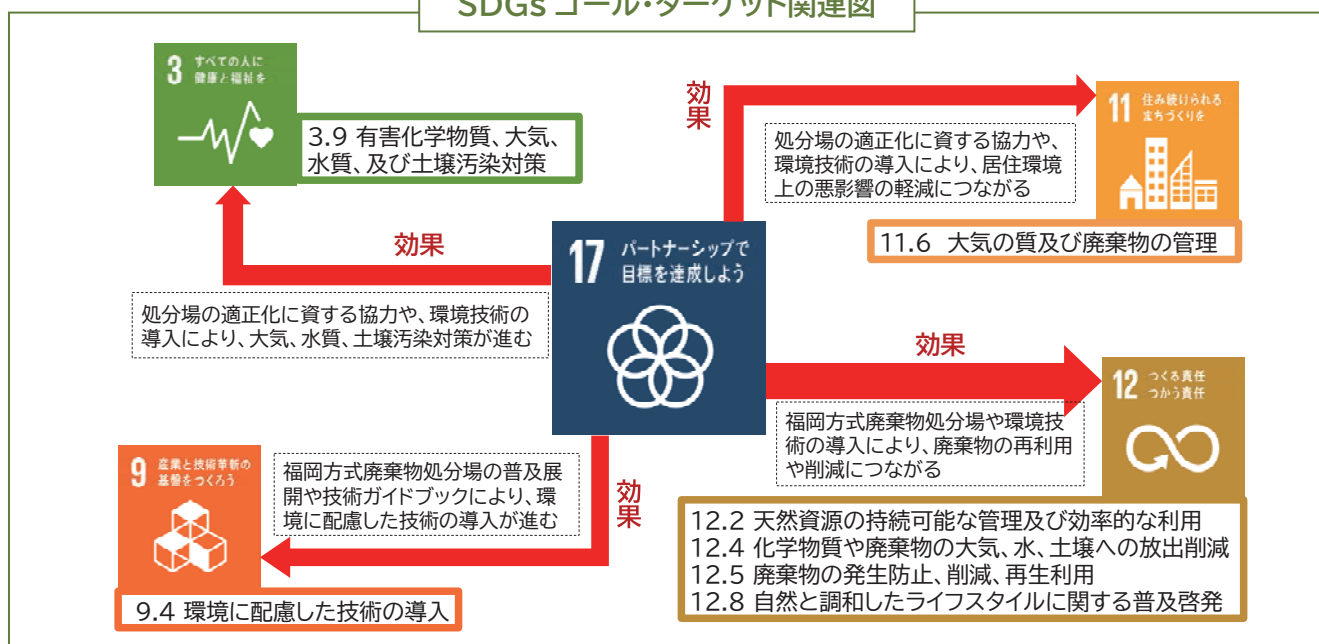 SDGs ゴール・ターゲット関連図
3 すべての人に
健康と福祉を
3.9 有害化学物質、大気、
水質、及び土壌汚染対策
効果
処分場の適正化に資する協力や、環境技術の
導入により、大気、水質、土壌汚染対策が進む
効果
処分場の適正化に資する協力や、
環境技術の導入により、居住環境
上の悪影響の軽減につながる
11 住み続けられる
まちづくりを
11.6 大気の質及び廃棄物の管理
17 パートナーシップで
目標を達成しよう
効果
福岡方式廃棄物処分場や環境技
術の導入により、廃棄物の再利用
や削減につながる
12 つくる責任
つかう責任
12.2 天然資源の持続可能な管理及び効率的な利用
12.4 化学物質や廃棄物の大気、水、土壌への放出削減
12.5 廃棄物の発生防止、削減、再生利用
12.8 自然と調和したライフスタイルに関する普及啓発
9 産業と技術革新の
基盤をつくろう
福岡方式廃棄物処分場の普及展
開や技術ガイドブックにより、環
境に配慮した技術の導入が進む
効果
9.4 環境に配慮した技術の導入